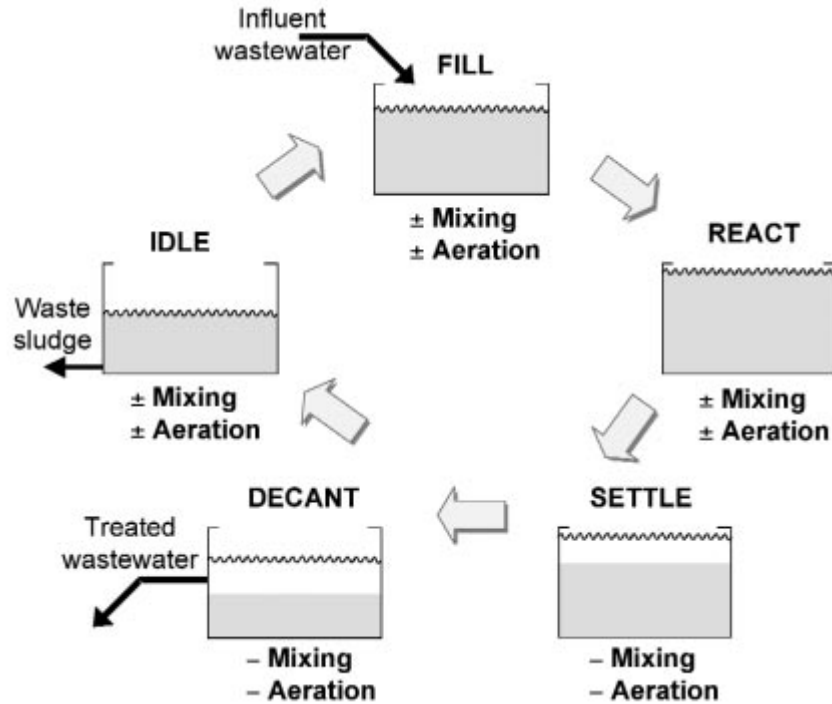 Influent
wastewater
FILL
± Mixing
± Aeration
REACT
± Mixing
± Aeration
SETTLE
– Mixing
– Aeration
DECANT
Treated
wastewater
– Mixing
– Aeration
IDLE
Waste
sludge
± Mixing
± Aeration